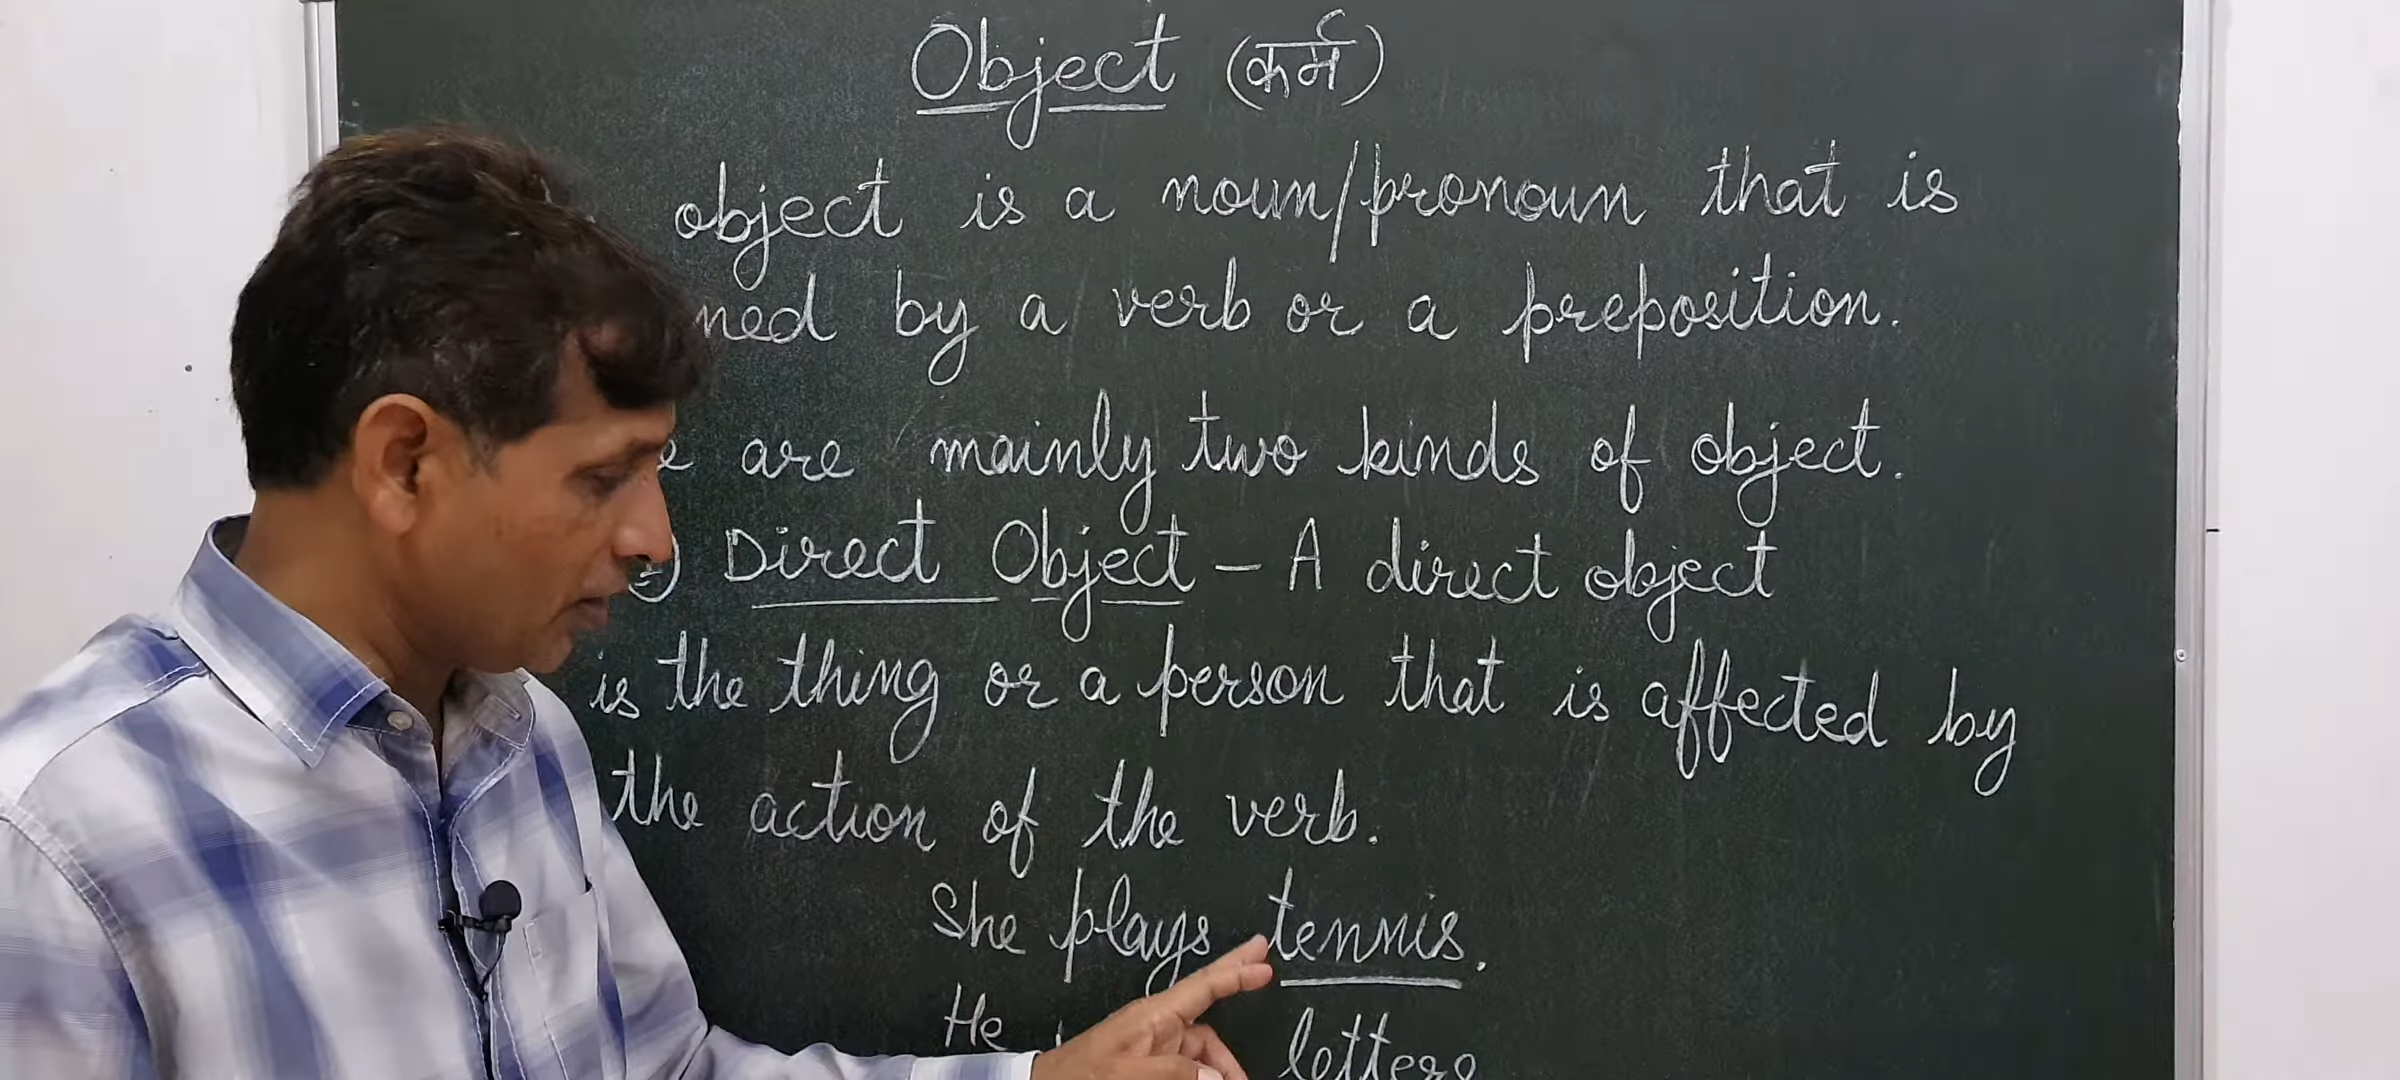 Object (कर्म)
object is a noun/pronoun that is
by a verb or a preposition.
are mainly two kinds of object.
Direct Object – A direct object
is the thing or a person that is affected by
the action of the verb.
She plays tennis.
He letters